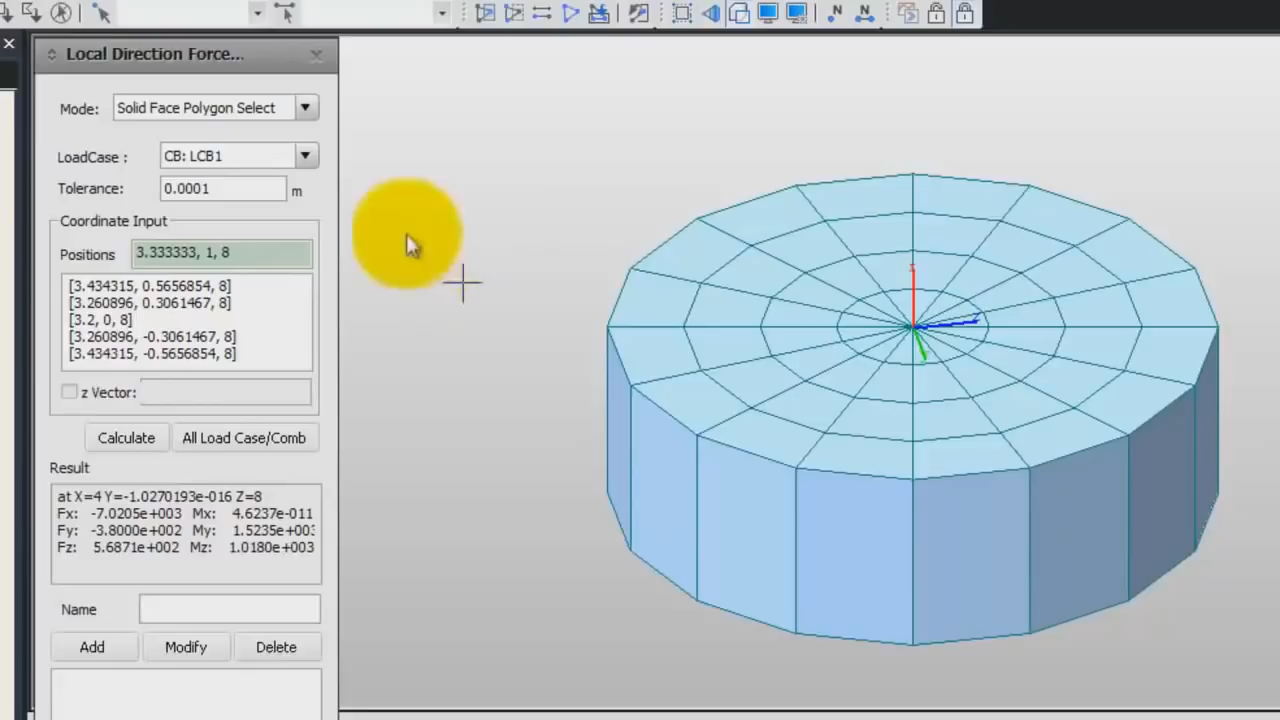 Local Direction Force...
Mode: Solid Face Polygon Select
LoadCase : CB: LCB1
Tolerance: 0.0001 m
Coordinate Input
Positions 3.333333, 1, 8
[3.434315, 0.5656854, 8]
[3.260896, 0.3061467, 8]
[3.2, 0, 8]
[3.260896, -0.3061467, 8]
[3.434315, -0.5656854, 8]
z Vector:
Calculate All Load Case/Comb
Result
at X=4 Y=-1.0270193e-016 Z=8
Fx: -7.0205e+003 Mx: 4.6237e-011
Fy: -3.8000e+002 My: 1.5235e+003
Fz: 5.6871e+002 Mz: 1.0180e+003
Name
Add Modify Delete
N N